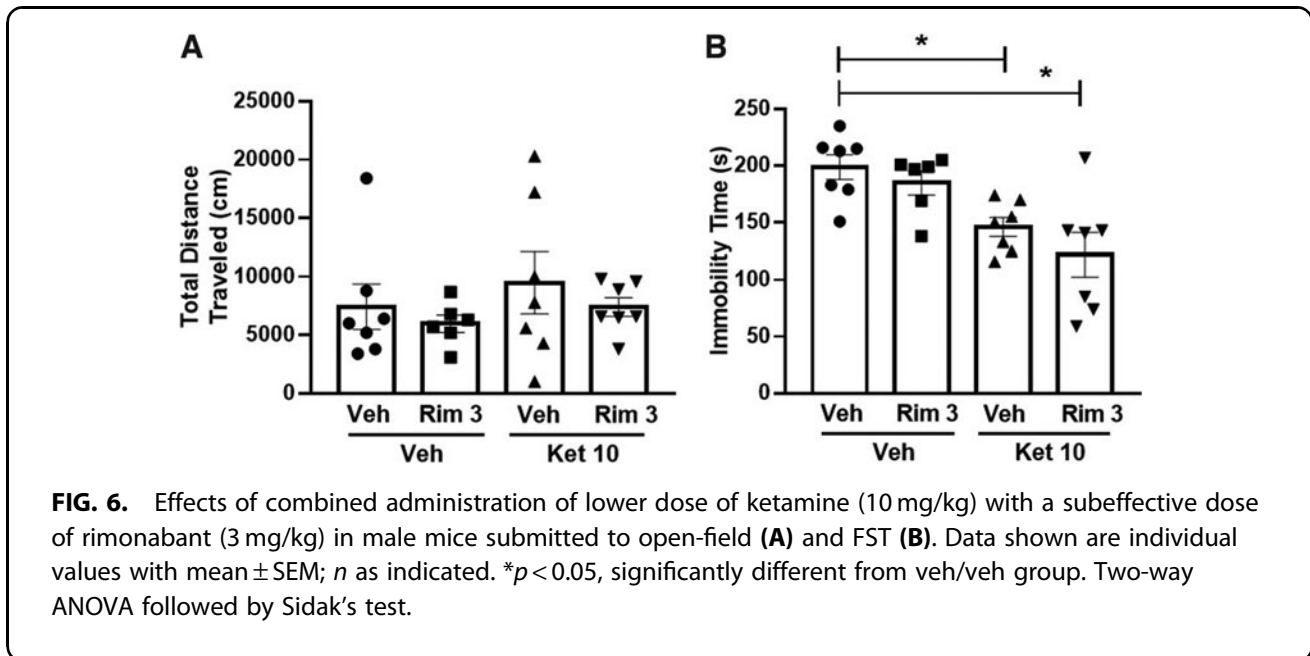 A
B
Total Distance
Traveled (cm)
25000
20000
15000
10000
5000
0
Veh Rim 3 Veh Rim 3
Veh Ket 10
* 
*
Immobility Time (s)
250
200
150
100
50
0
Veh Rim 3 Veh Rim 3
Veh Ket 10
FIG. 6. Effects of combined administration of lower dose of ketamine (10 mg/kg) with a subeffective dose
of rimonabant (3 mg/kg) in male mice submitted to open-field (A) and FST (B). Data shown are individual
values with mean ± SEM; n as indicated. *p < 0.05, significantly different from veh/veh group. Two-way
ANOVA followed by Sidak's test.